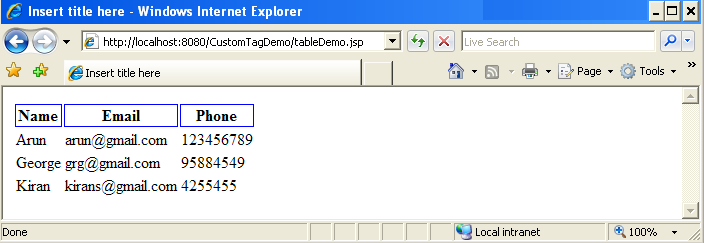 Insert title here - Windows Internet Explorer
http://localhost:8080/CustomTagDemo/tableDemo.jsp Live Search
Insert title here Page Tools »
Name Email Phone
Arun arun@gmail.com 123456789
George grg@gmail.com 95884549
Kiran kirans@gmail.com 4255455
Done Local intranet 100%